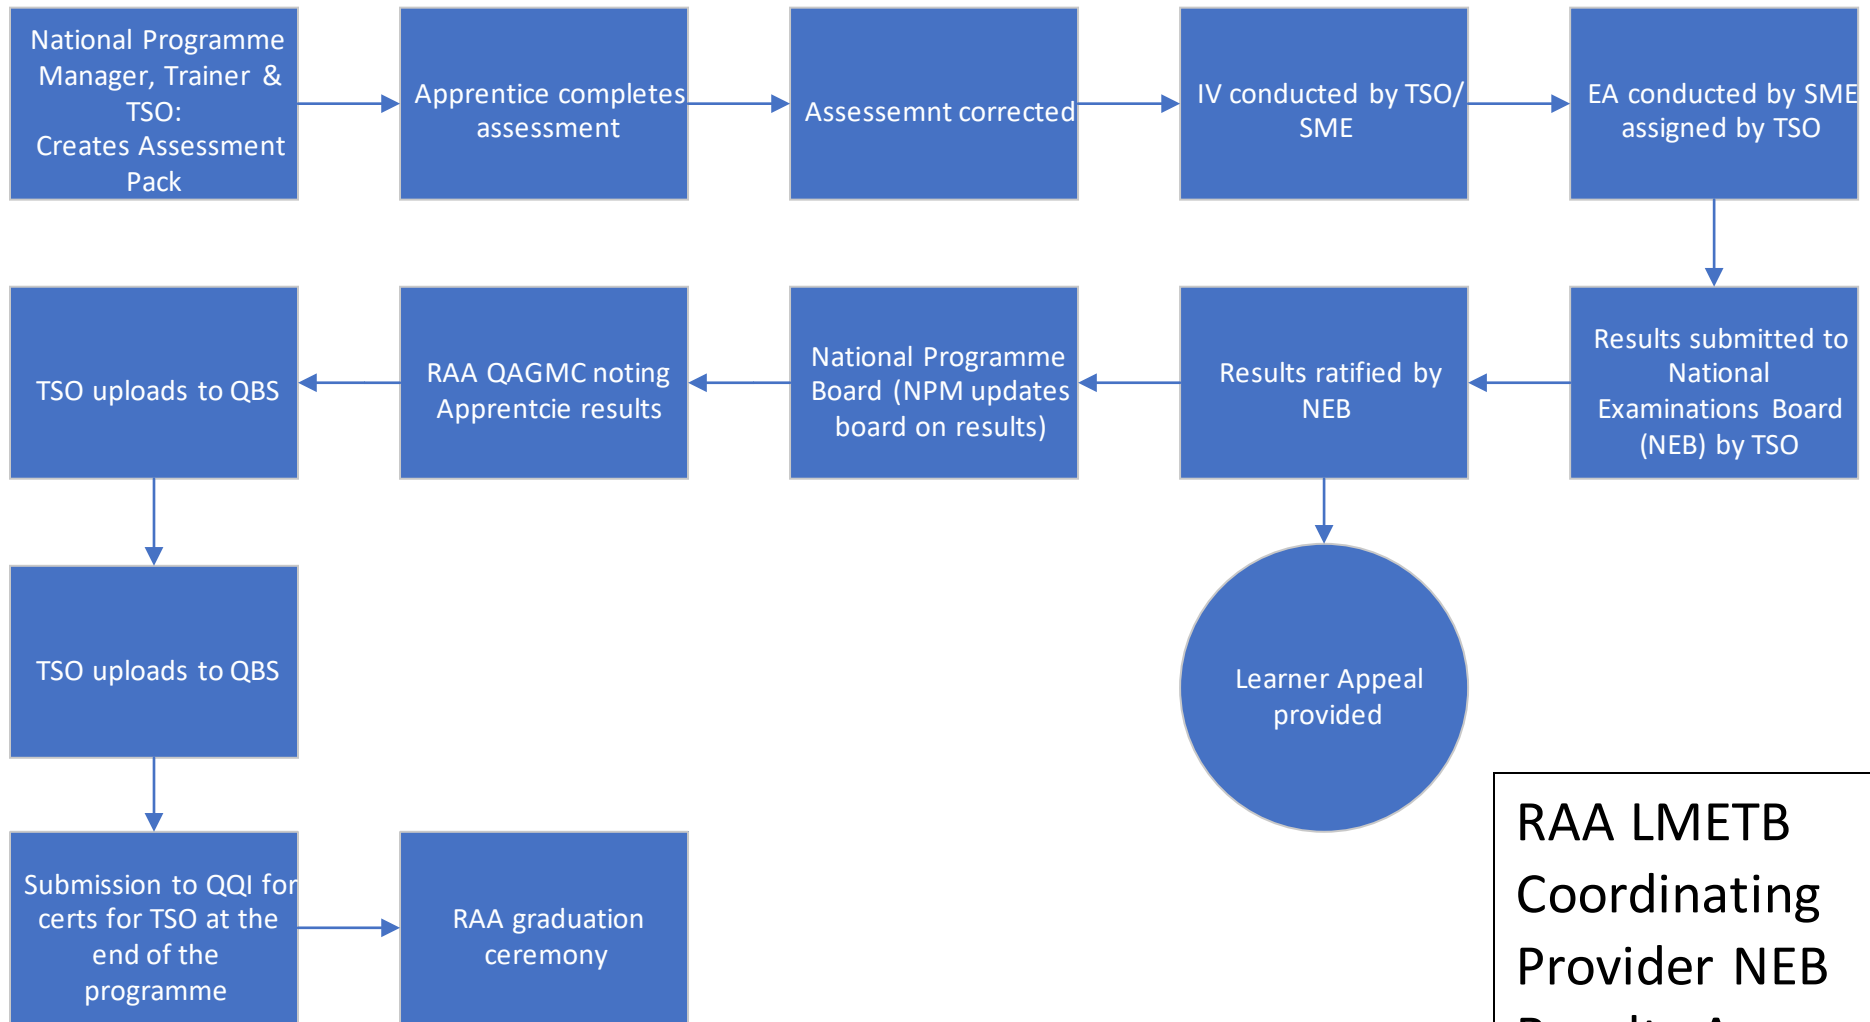 National Programme
Manager, Trainer &
TSO:
Creates Assessment
Pack
Apprentice completes
assessment
Assessemnt corrected
IV conducted by TSO/
SME
EA conducted by SME
assigned by TSO
Results submitted to
National
Examinations Board
(NEB) by TSO
Results ratified by
NEB
National Programme
Board (NPM updates
board on results)
RAA QAGMC noting
Apprentcie results
TSO uploads to QBS
TSO uploads to QBS
Learner Appeal
provided
Submission to QQI for
certs for TSO at the
end of the
programme
RAA graduation
ceremony
RAA LMETB
Coordinating
Provider NEB